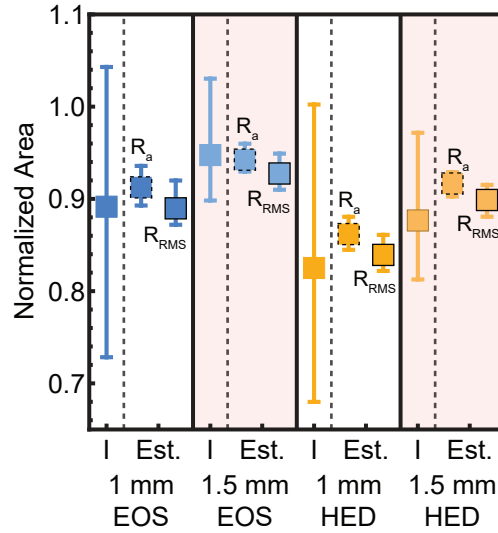 1.1
1.0
0.9
0.8
0.7
Normalized Area
Ra
RRMS
Ra
RRMS
Ra
RRMS
Ra
RRMS
I Est. I Est. I Est. I Est.
1 mm 1.5 mm 1 mm 1.5 mm
EOS EOS HED HED